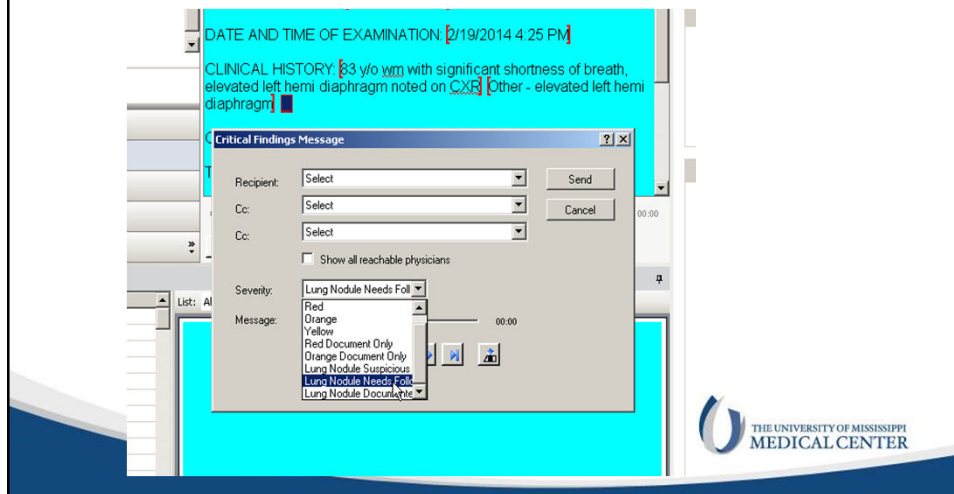 DATE AND TIME OF EXAMINATION: [2/19/2014 4:25 PM]
CLINICAL HISTORY: [83 y/o wm with significant shortness of breath,
elevated left hemi diaphragm noted on CXR] [Other - elevated left hemi
diaphragm]
Critical Findings Message
Recipient: Select Send
Cc: Select Cancel
00:00
Cc: Select
Show all reachable physicians
Severity: Lung Nodule Needs Foll
List: Al
Red
Message: Orange 00:00
Yellow
Red Document Only
Orange Document Only
Lung Nodule Suspicious
Lung Nodule Needs Follo
Lung Nodule Documente
THE UNIVERSITY OF MISSISSIPPI
MEDICAL CENTER